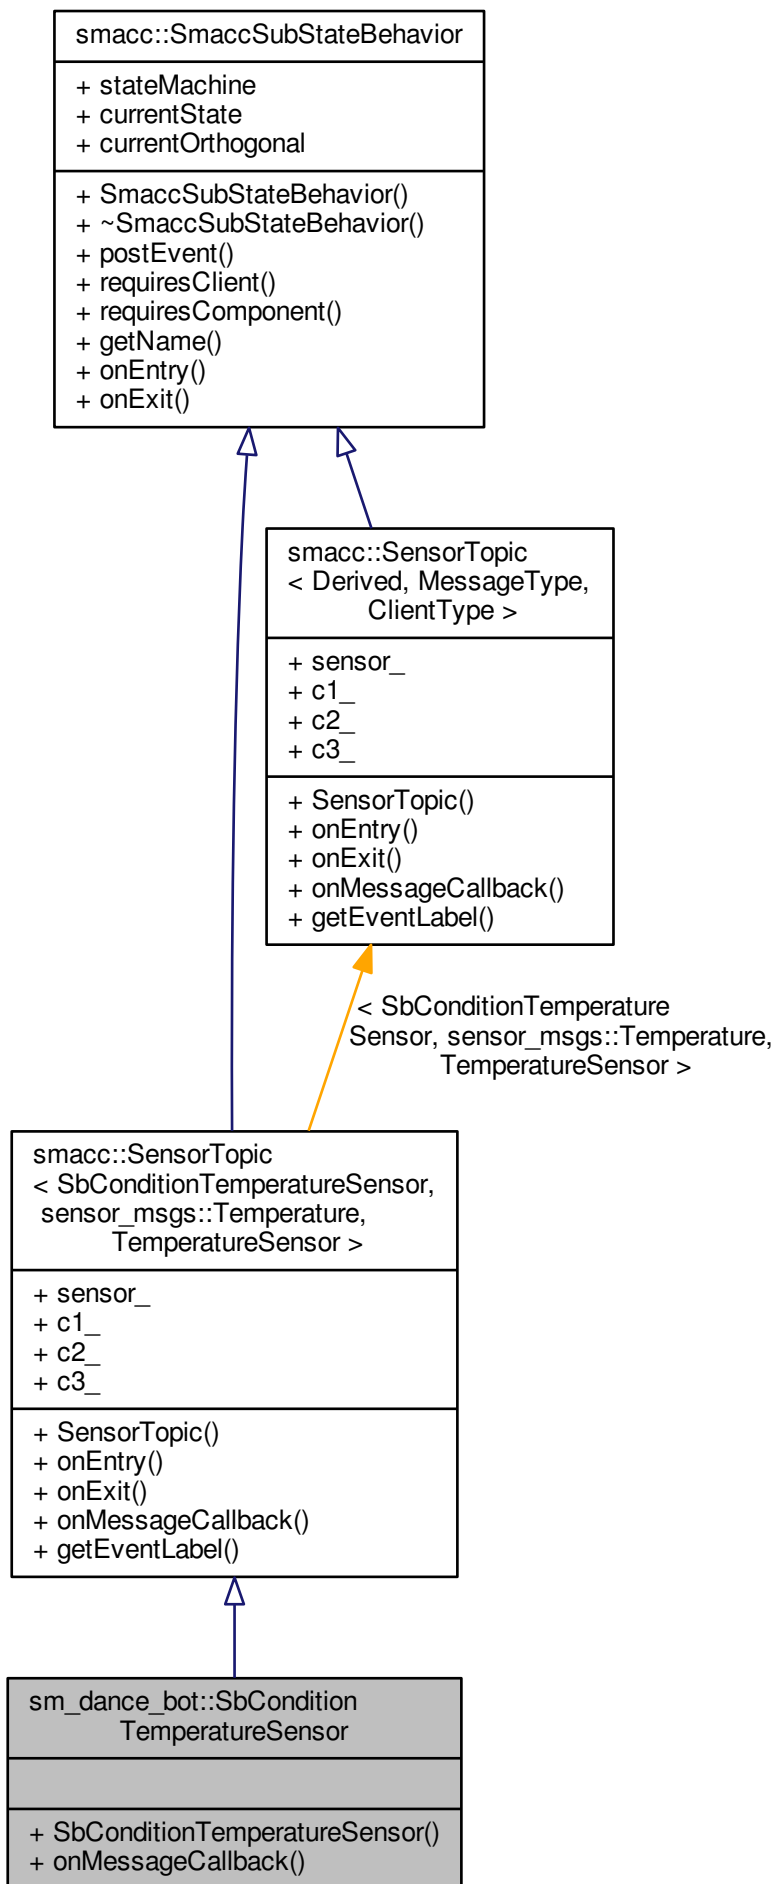 smacc::SmaccSubStateBehavior
+ stateMachine
+ currentState
+ currentOrthogonal
+ SmaccSubStateBehavior()
+ ~SmaccSubStateBehavior()
+ postEvent()
+ requiresClient()
+ requiresComponent()
+ getName()
+ onEntry()
+ onExit()
smacc::SensorTopic
< Derived, MessageType,
ClientType >
+ sensor_
+ c1_
+ c2_
+ c3_
+ SensorTopic()
+ onEntry()
+ onExit()
+ onMessageCallback()
+ getEventLabel()
< SbConditionTemperature
Sensor, sensor_msgs::Temperature,
TemperatureSensor >
smacc::SensorTopic
< SbConditionTemperatureSensor,
sensor_msgs::Temperature,
TemperatureSensor >
+ sensor_
+ c1_
+ c2_
+ c3_
+ SensorTopic()
+ onEntry()
+ onExit()
+ onMessageCallback()
+ getEventLabel()
sm_dance_bot::SbCondition
TemperatureSensor
+ SbConditionTemperatureSensor()
+ onMessageCallback()